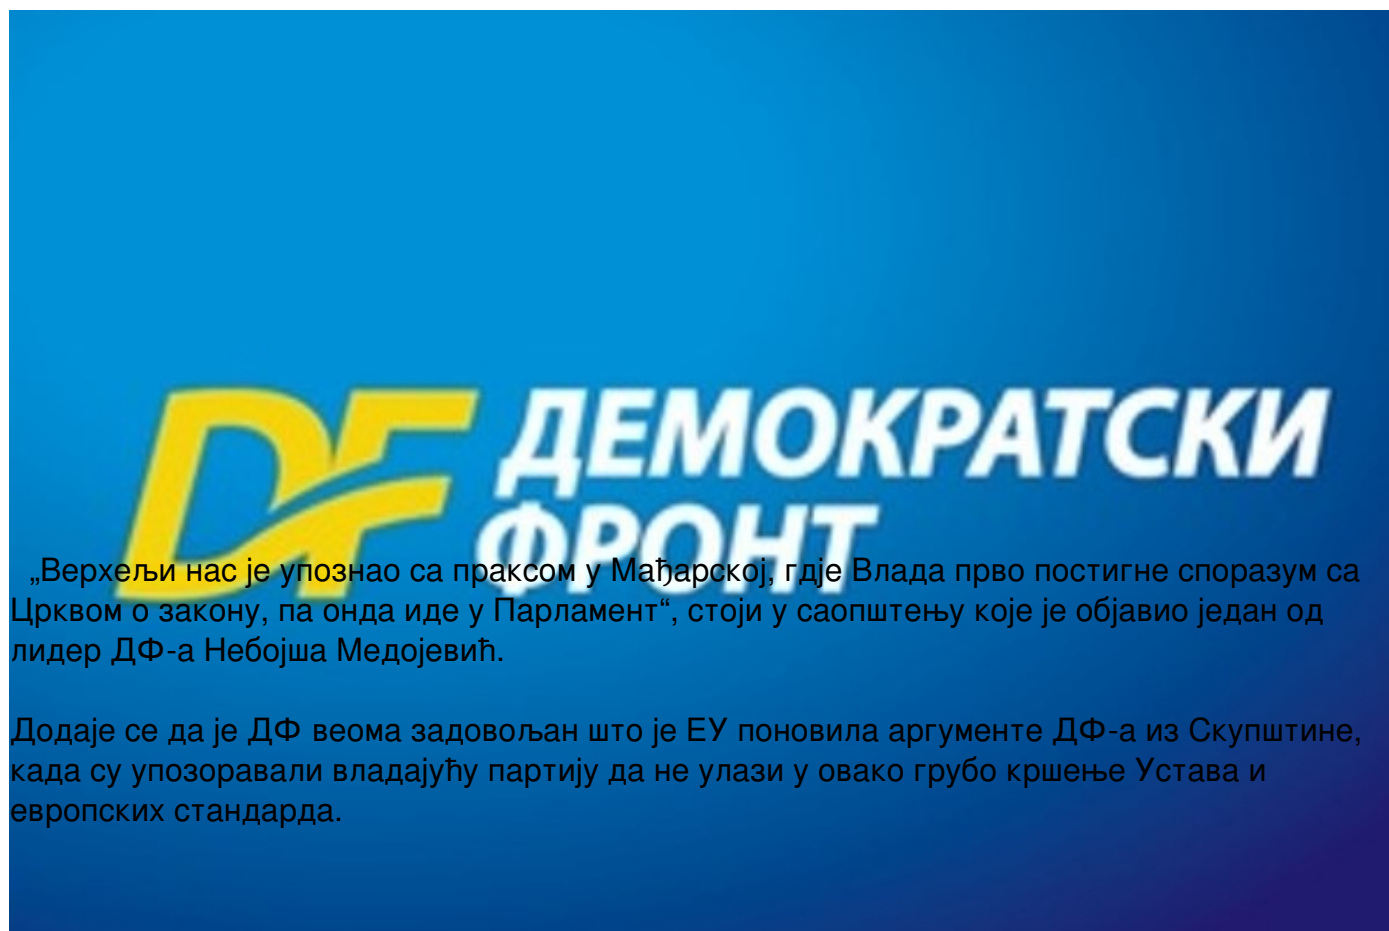 DF ДЕМОКРАТСКИ
ФРОНТ
„Верхељи нас је упознао са праксом у Мађарској, гдје Влада прво постигне споразум са
Црквом о закону, па онда иде у Парламент“, стоји у саопштењу које је објавио један од
лидер ДФ-а Небојша Медојевић.
Додаје се да је ДФ веома задовољан што је ЕУ поновила аргументе ДФ-а из Скупштине,
када су упозоравали владајућу партију да не улази у овако грубо кршење Устава и
европских стандарда.